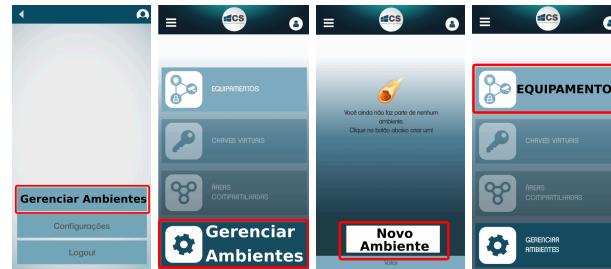 Gerenciar Ambientes
Configurações
Logout
CS
EQUIPAMENTOS
CHAVES VIRTUAIS
ÁREAS
COMPARTILHADAS
Gerenciar
Ambientes
CS
Você ainda não faz parte de nenhum
ambiente.
Clique no botão abaixo criar um!
Novo
Ambiente
Voltar
CS
EQUIPAMENTO
CHAVES VIRTUAIS
ÁREAS
COMPARTILHADAS
GERENCIAR
AMBIENTES